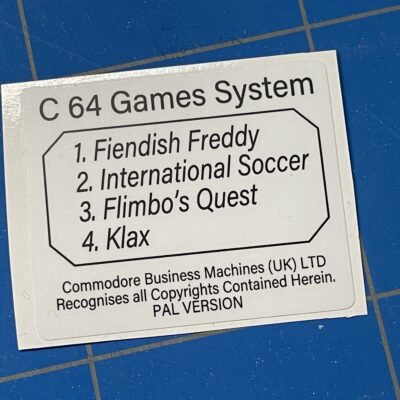 C 64 Games System
1. Fiendish Freddy
2. International Soccer
3. Flimbo's Quest
4. Klax
Commodore Business Machines (UK) LTD
Recognises all Copyrights Contained Herein.
PAL VERSION